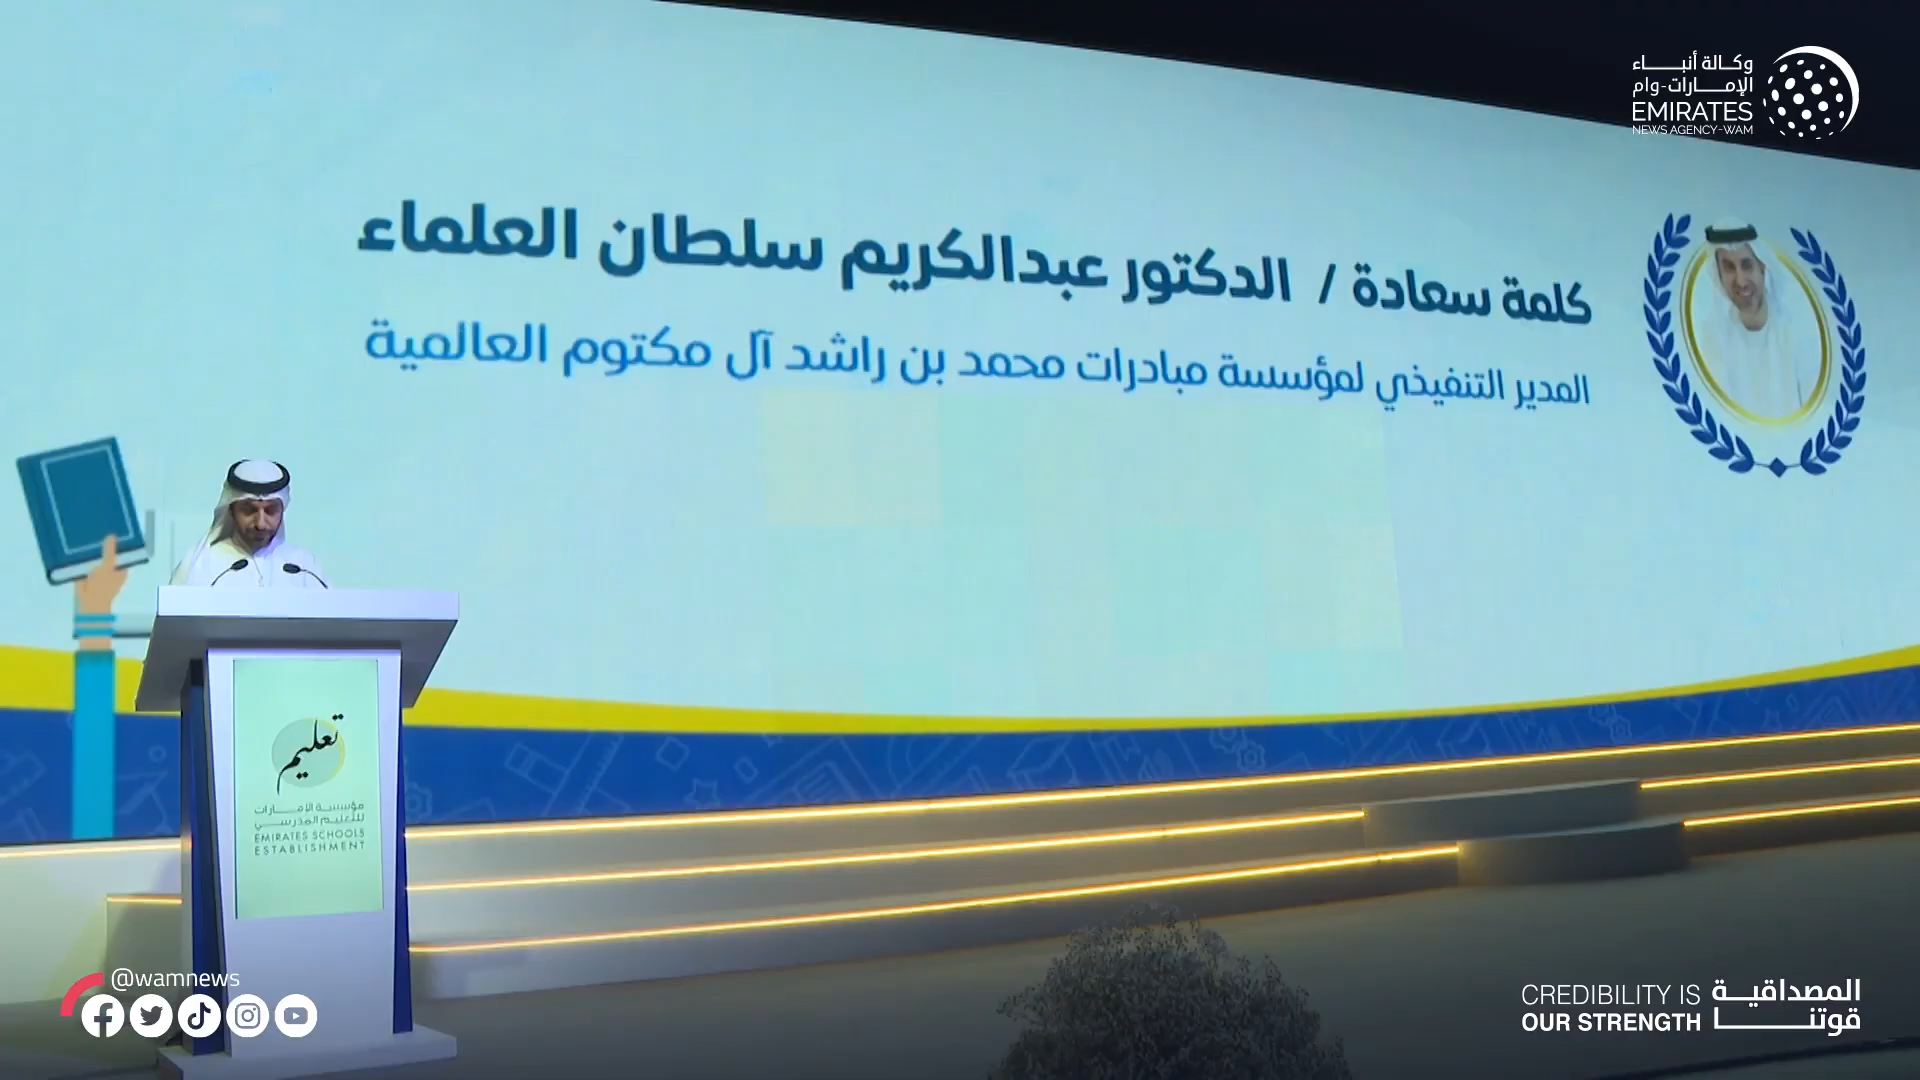 وكالة أنباء
الإمارات-وام
EMIRATES
NEWS AGENCY-WAM
كلمة سعادة / الدكتور عبدالكريم سلطان العلماء
المدير التنفيذي لمؤسسة مبادرات محمد بن راشد آل مكتوم العالمية
تعليم
مؤسسة الإمارات
للتعليم المدرسي
EMIRATES SCHOOLS
ESTABLISHMENT
@wamnews
CREDIBILITY IS
OUR STRENGTH
المصداقية
قوتنا